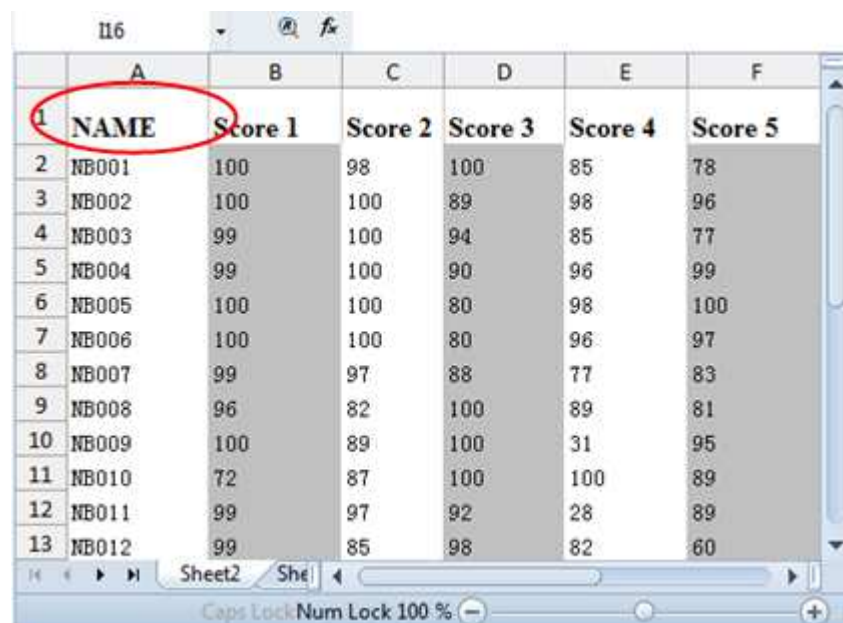 I16 fx
A B C D E F
1 NAME Score 1 Score 2 Score 3 Score 4 Score 5
2 NB001 100 98 100 85 78
3 NB002 100 100 89 98 96
4 NB003 99 100 94 85 77
5 NB004 99 100 90 96 99
6 NB005 100 100 80 98 100
7 NB006 100 100 80 96 97
8 NB007 99 97 88 77 83
9 NB008 96 82 100 89 81
10 NB009 100 89 100 31 95
11 NB010 72 87 100 100 89
12 NB011 99 97 92 28 89
13 NB012 99 85 98 82 60
Sheet2 She
Caps Lock Num Lock 100 %